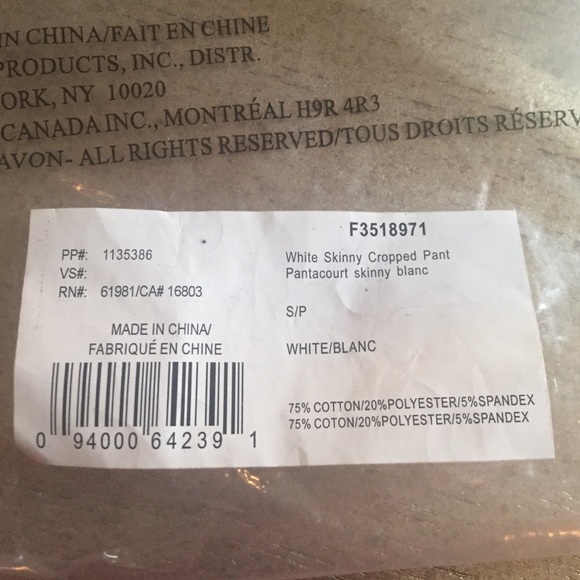 IN CHINA/FAIT EN CHINE
PRODUCTS, INC., DISTR.
ORK, NY 10020
CANADA INC., MONTRÉAL H9R 4R3
AVON- ALL RIGHTS RESERVED/TOUS DROITS RÉSERV
F3518971
PP#: 1135386
VS#:
RN#: 61981/CA# 16803
White Skinny Cropped Pant
Pantacourt skinny blanc
S/P
MADE IN CHINA/
FABRIQUÉ EN CHINE
WHITE/BLANC
75% COTTON/20%POLYESTER/5%SPANDEX
75% COTON/20%POLYESTER/5%SPANDEX
0 94000 64239 1